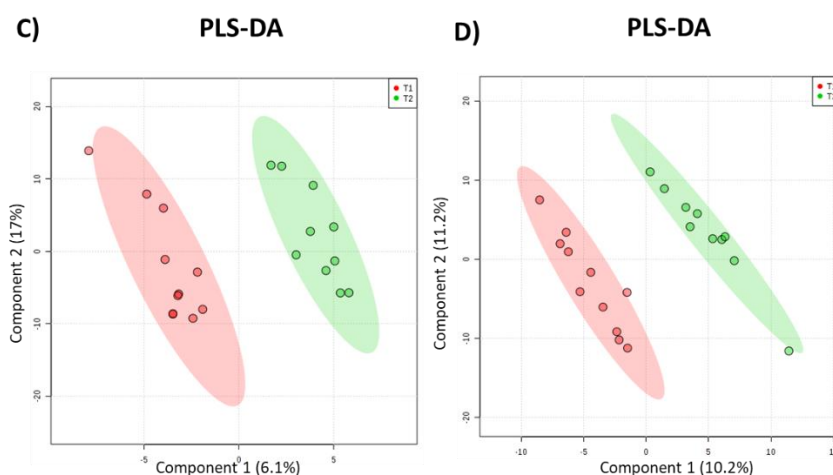 C) PLS-DA
T1
T2
20
10
0
-10
-20
Component 2 (17%)
-5 0 5
Component 1 (6.1%)
D) PLS-DA
20
10
0
-10
-20
Component 2 (11.2%)
-10 -5 0 5 10
Component 1 (10.2%)